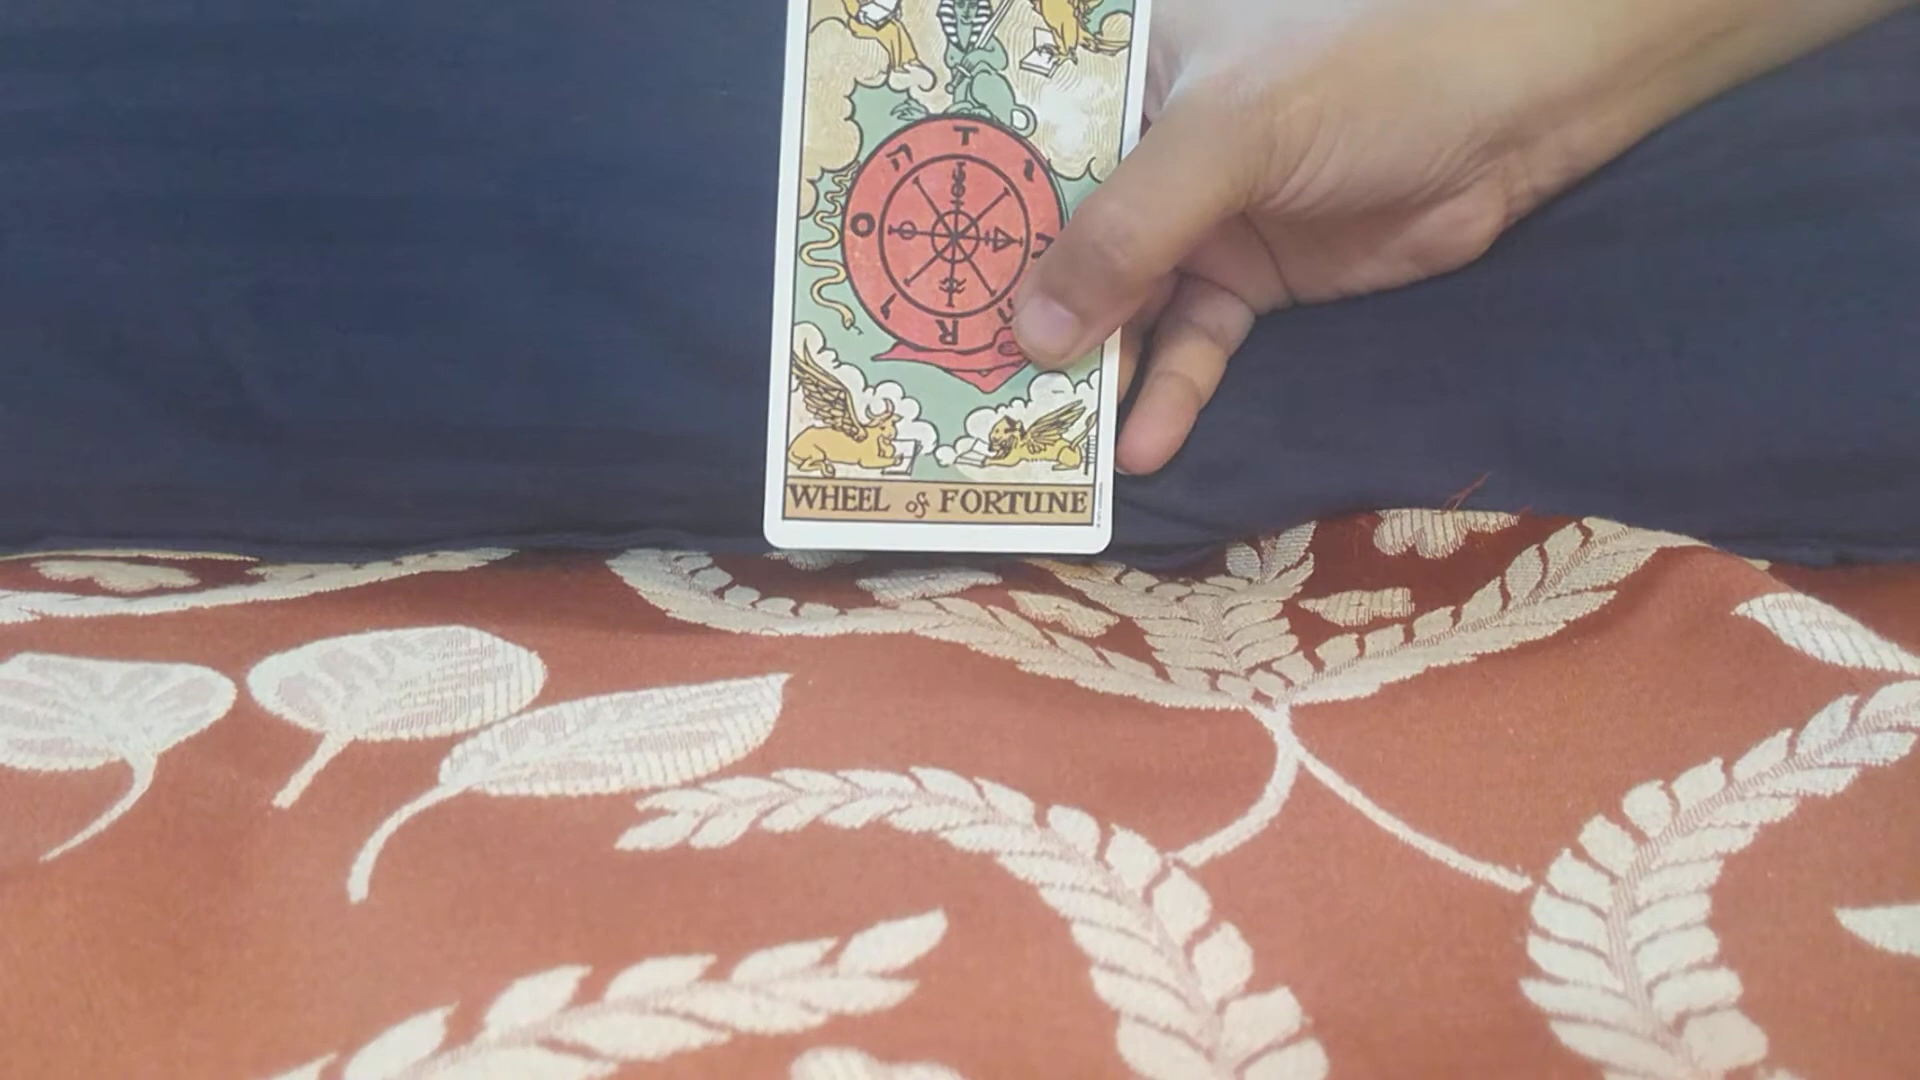 T
ה
י
O
ו
R
WHEEL of FORTUNE